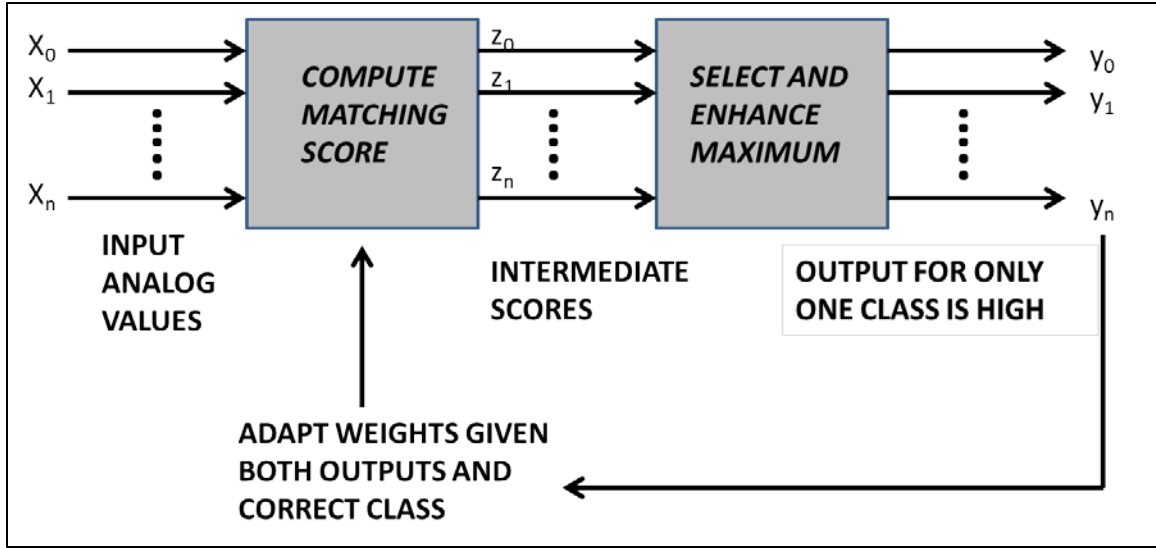 X₀
X₁
Xₙ
COMPUTE
MATCHING
SCORE
z₀
z₁
zₙ
SELECT AND
ENHANCE
MAXIMUM
y₀
y₁
yₙ
INPUT
ANALOG
VALUES
INTERMEDIATE
SCORES
OUTPUT FOR ONLY
ONE CLASS IS HIGH
ADAPT WEIGHTS GIVEN
BOTH OUTPUTS AND
CORRECT CLASS